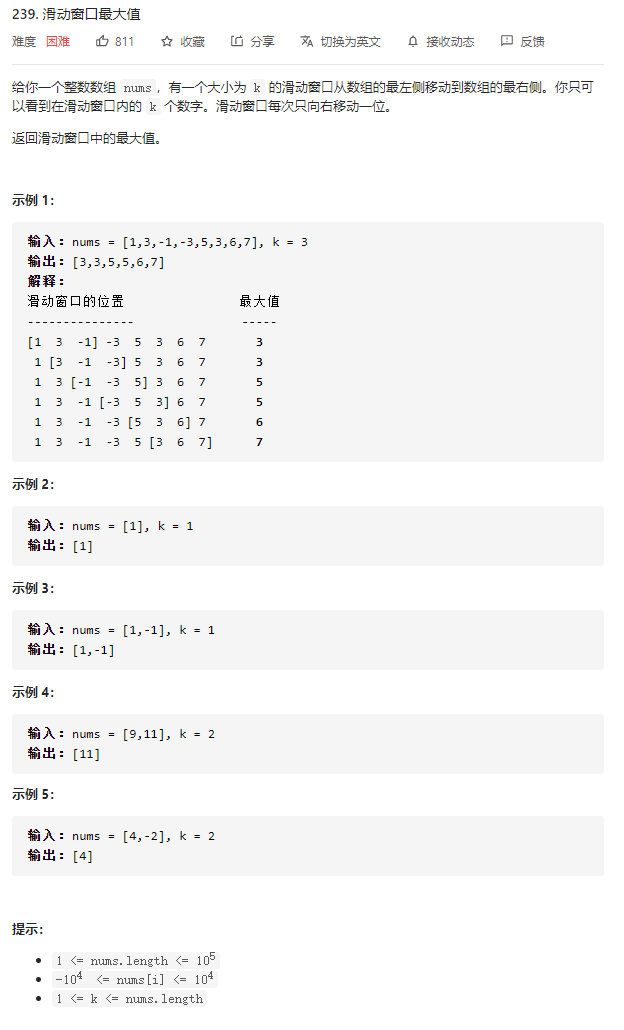 239. 滑动窗口最大值
难度 困难 811 收藏 分享 切换为英文 接收动态 反馈
给你一个整数数组 nums，有一个大小为 k 的滑动窗口从数组的最左侧移动到数组的最右侧。你只可
以看到在滑动窗口内的 k 个数字。滑动窗口每次只向右移动一位。
返回滑动窗口中的最大值。
示例 1：
输入：nums = [1,3,-1,-3,5,3,6,7], k = 3
输出：[3,3,5,5,6,7]
解释：
滑动窗口的位置 最大值
--------------- -----
[1 3 -1] -3 5 3 6 7 3
1 [3 -1 -3] 5 3 6 7 3
1 3 [-1 -3 5] 3 6 7 5
1 3 -1 [-3 5 3] 6 7 5
1 3 -1 -3 [5 3 6] 7 6
1 3 -1 -3 5 [3 6 7] 7
示例 2：
输入：nums = [1], k = 1
输出：[1]
示例 3：
输入：nums = [1,-1], k = 1
输出：[1,-1]
示例 4：
输入：nums = [9,11], k = 2
输出：[11]
示例 5：
输入：nums = [4,-2], k = 2
输出：[4]
提示：
• 1 <= nums.length <= 10⁵
• -10⁴ <= nums[i] <= 10⁴
• 1 <= k <= nums.length